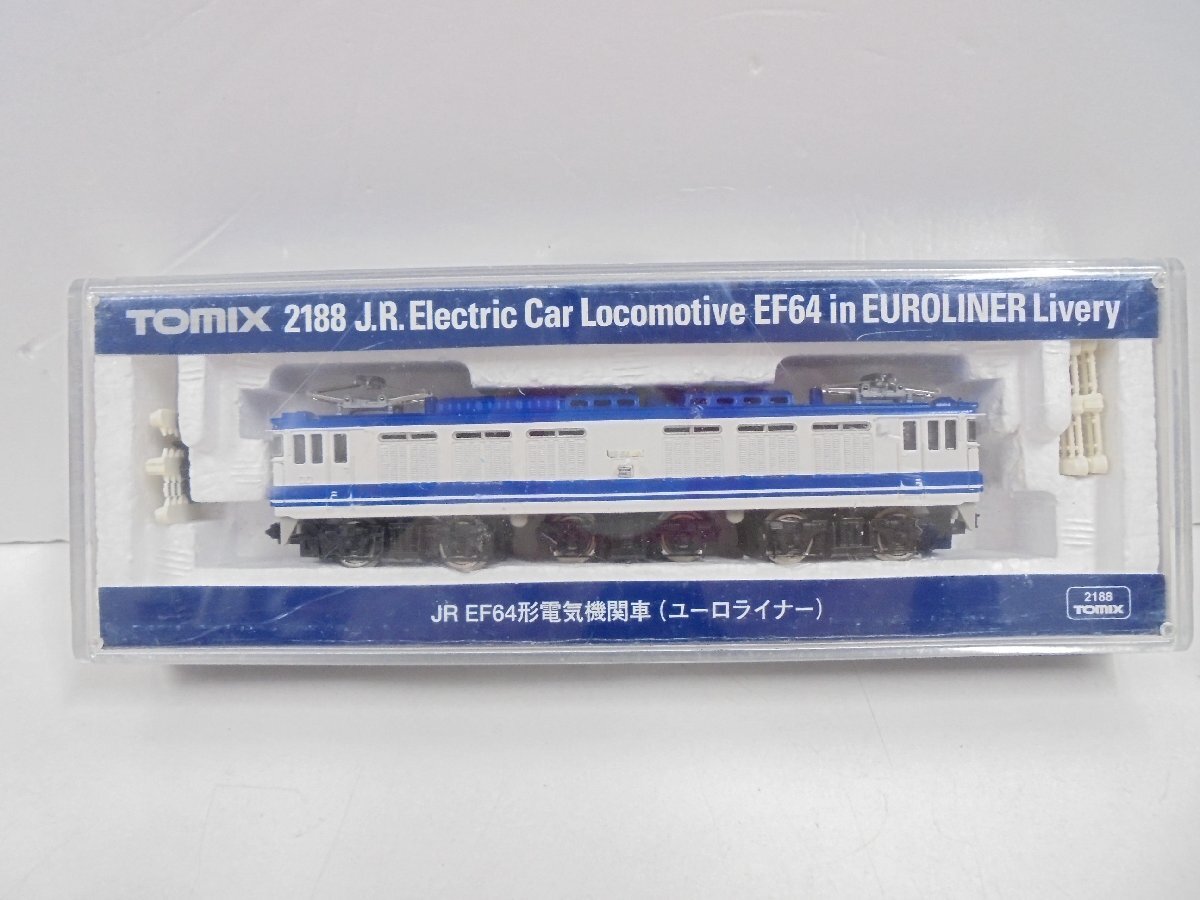 TOMIX 2188 J.R. Electric Car Locomotive EF64 in EUROLINER Livery
JR EF64形電気機関車（ユーロライナー）
2188
TOMIX